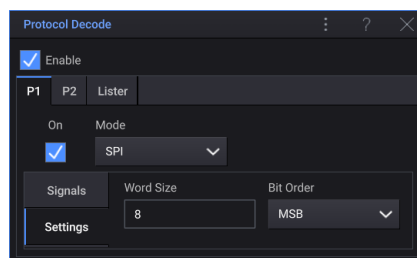 Protocol Decode
Enable
P1 P2 Lister
On Mode
SPI
Signals Word Size Bit Order
8 MSB
Settings